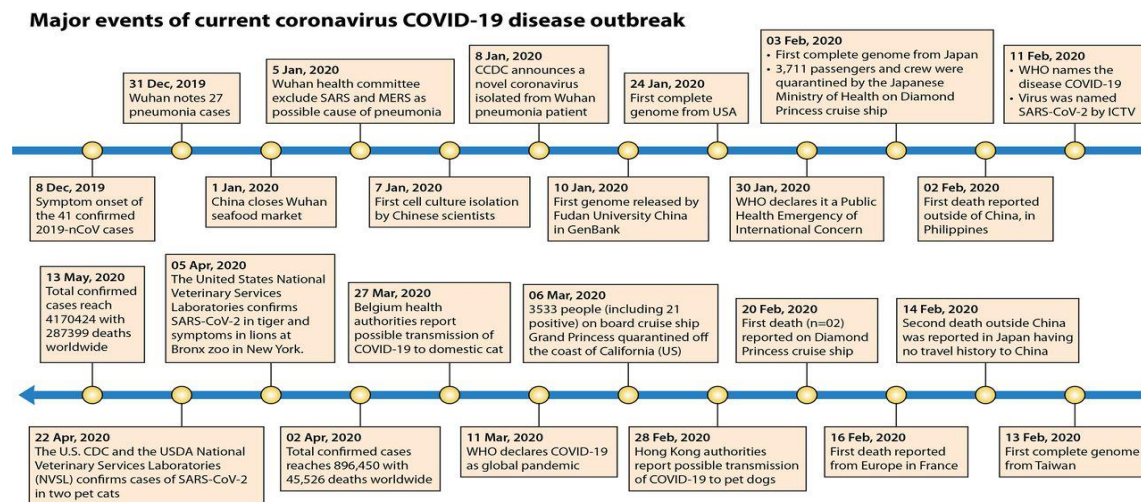 Major events of current coronavirus COVID-19 disease outbreak
8 Dec, 2019
Symptom onset of
the 41 confirmed
2019-nCoV cases
31 Dec, 2019
Wuhan notes 27
pneumonia cases
1 Jan, 2020
China closes Wuhan
seafood market
5 Jan, 2020
Wuhan health committee
exclude SARS and MERS as
possible cause of pneumonia
7 Jan, 2020
First cell culture isolation
by Chinese scientists
8 Jan, 2020
CCDC announces a
novel coronavirus
isolated from Wuhan
pneumonia patient
10 Jan, 2020
First genome released by
Fudan University China
in GenBank
24 Jan, 2020
First complete
genome from USA
30 Jan, 2020
WHO declares it a Public
Health Emergency of
International Concern
03 Feb, 2020
• First complete genome from Japan
• 3,711 passengers and crew were
quarantined by the Japanese
Ministry of Health on Diamond
Princess cruise ship
02 Feb, 2020
First death reported
outside of China, in
Philippines
11 Feb, 2020
• WHO names the
disease COVID-19
• Virus was named
SARS-CoV-2 by ICTV
13 Feb, 2020
First complete genome
from Taiwan
14 Feb, 2020
Second death outside China
was reported in Japan having
no travel history to China
16 Feb, 2020
First death reported
from Europe in France
20 Feb, 2020
First death (n=02)
reported on Diamond
Princess cruise ship
28 Feb, 2020
Hong Kong authorities
report possible transmission
of COVID-19 to pet dogs
06 Mar, 2020
3533 people (including 21
positive) on board cruise ship
Grand Princess quarantined off
the coast of California (US)
11 Mar, 2020
WHO declares COVID-19
as global pandemic
27 Mar, 2020
Belgium health
authorities report
possible transmission of
COVID-19 to domestic cat
02 Apr, 2020
Total confirmed cases
reaches 896,450 with
45,526 deaths worldwide
05 Apr, 2020
The United States National
Veterinary Services
Laboratories confirms
SARS-CoV-2 in tiger and
symptoms in lions at
Bronx zoo in New York.
22 Apr, 2020
The U.S. CDC and the USDA National
Veterinary Services Laboratories
(NVSL) confirms cases of SARS-CoV-2
in two pet cats
13 May, 2020
Total confirmed
cases reach
4170424 with
287399 deaths
worldwide